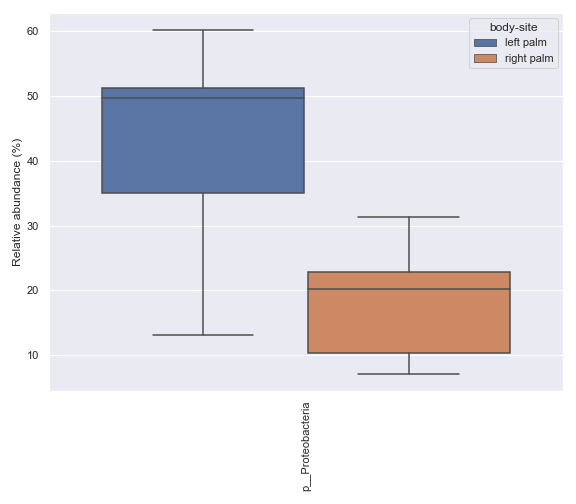 body-site
left palm
right palm
Relative abundance (%)
60
50
40
30
20
10
p__Proteobacteria